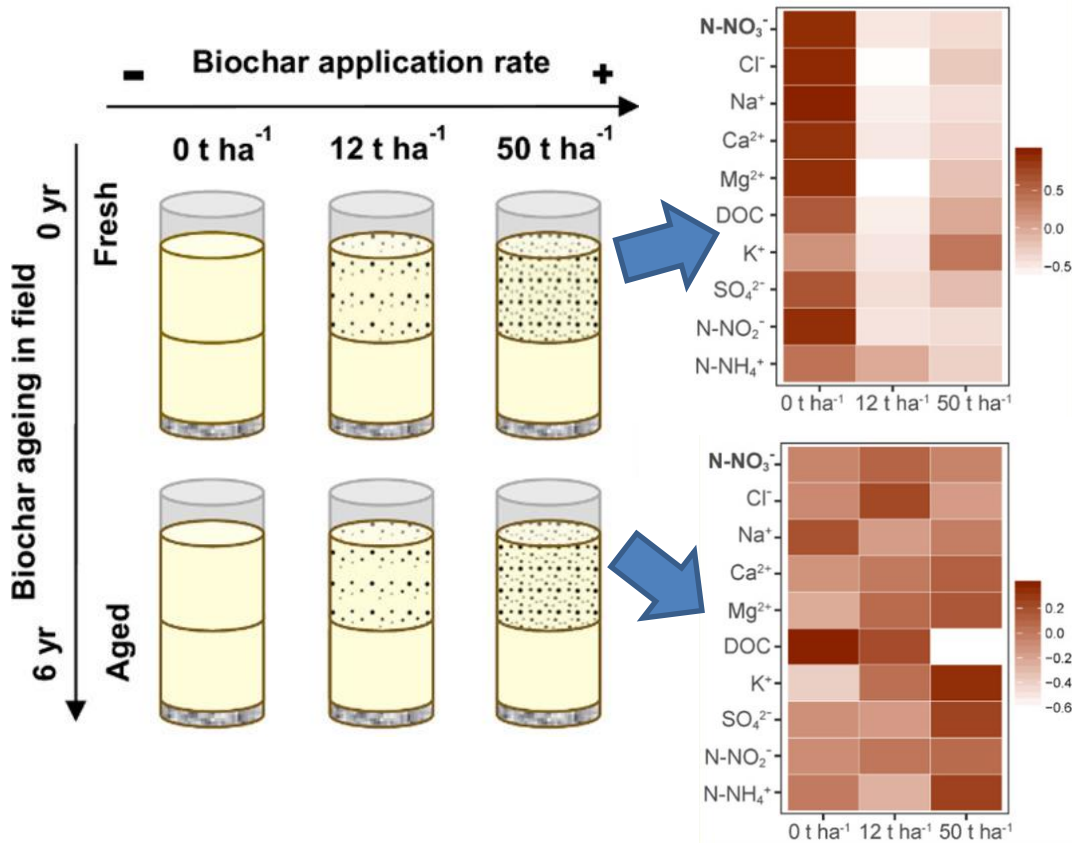 Biochar application rate
- +
0 t ha⁻¹ 12 t ha⁻¹ 50 t ha⁻¹
Biochar ageing in field
0 yr
6 yr
Fresh
Aged
N-NO₃⁻
Cl⁻
Na⁺
Ca²⁺
Mg²⁺
DOC
K⁺
SO₄²⁻
N-NO₂⁻
N-NH₄⁺
0 t ha⁻¹ 12 t ha⁻¹ 50 t ha⁻¹
0.5
0.0
−0.5
N-NO₃⁻
Cl⁻
Na⁺
Ca²⁺
Mg²⁺
DOC
K⁺
SO₄²⁻
N-NO₂⁻
N-NH₄⁺
0 t ha⁻¹ 12 t ha⁻¹ 50 t ha⁻¹
0.2
0.0
−0.2
−0.4
−0.6